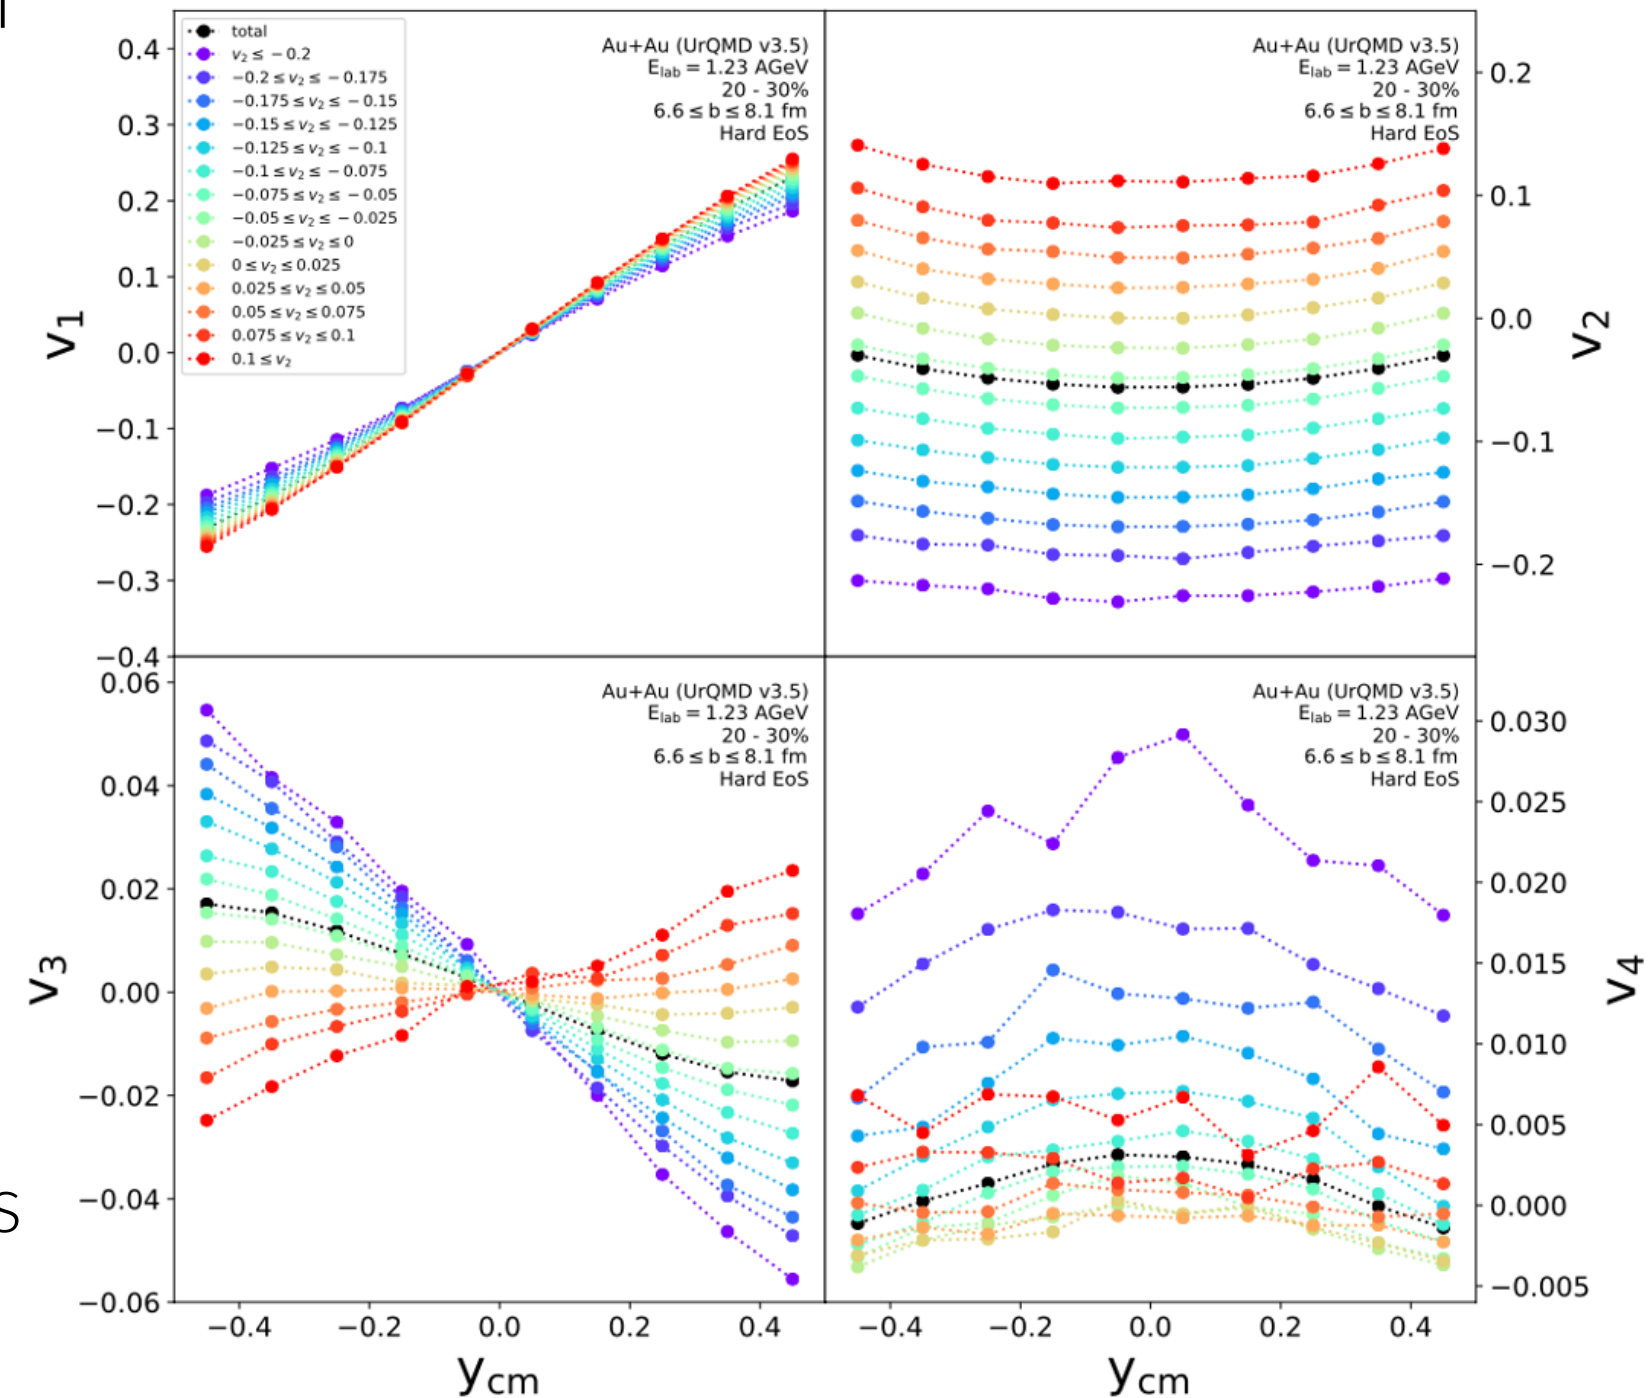 total
v₂ ≤ −0.2
−0.2 ≤ v₂ ≤ −0.175
−0.175 ≤ v₂ ≤ −0.15
−0.15 ≤ v₂ ≤ −0.125
−0.125 ≤ v₂ ≤ −0.1
−0.1 ≤ v₂ ≤ −0.075
−0.075 ≤ v₂ ≤ −0.05
−0.05 ≤ v₂ ≤ −0.025
−0.025 ≤ v₂ ≤ 0
0 ≤ v₂ ≤ 0.025
0.025 ≤ v₂ ≤ 0.05
0.05 ≤ v₂ ≤ 0.075
0.075 ≤ v₂ ≤ 0.1
0.1 ≤ v₂
Au+Au (UrQMD v3.5)
E_lab = 1.23 AGeV
20 - 30%
6.6 ≤ b ≤ 8.1 fm
Hard EoS
0.4
0.3
0.2
0.1
0.0
−0.1
−0.2
−0.3
−0.4
v₁
Au+Au (UrQMD v3.5)
E_lab = 1.23 AGeV
20 - 30%
6.6 ≤ b ≤ 8.1 fm
Hard EoS
0.2
0.1
0.0
−0.1
−0.2
v₂
Au+Au (UrQMD v3.5)
E_lab = 1.23 AGeV
20 - 30%
6.6 ≤ b ≤ 8.1 fm
Hard EoS
0.06
0.04
0.02
0.00
−0.02
−0.04
−0.06
v₃
S
−0.4 −0.2 0.0 0.2 0.4
y_cm
Au+Au (UrQMD v3.5)
E_lab = 1.23 AGeV
20 - 30%
6.6 ≤ b ≤ 8.1 fm
Hard EoS
0.030
0.025
0.020
0.015
0.010
0.005
0.000
−0.005
v₄
−0.4 −0.2 0.0 0.2 0.4
y_cm